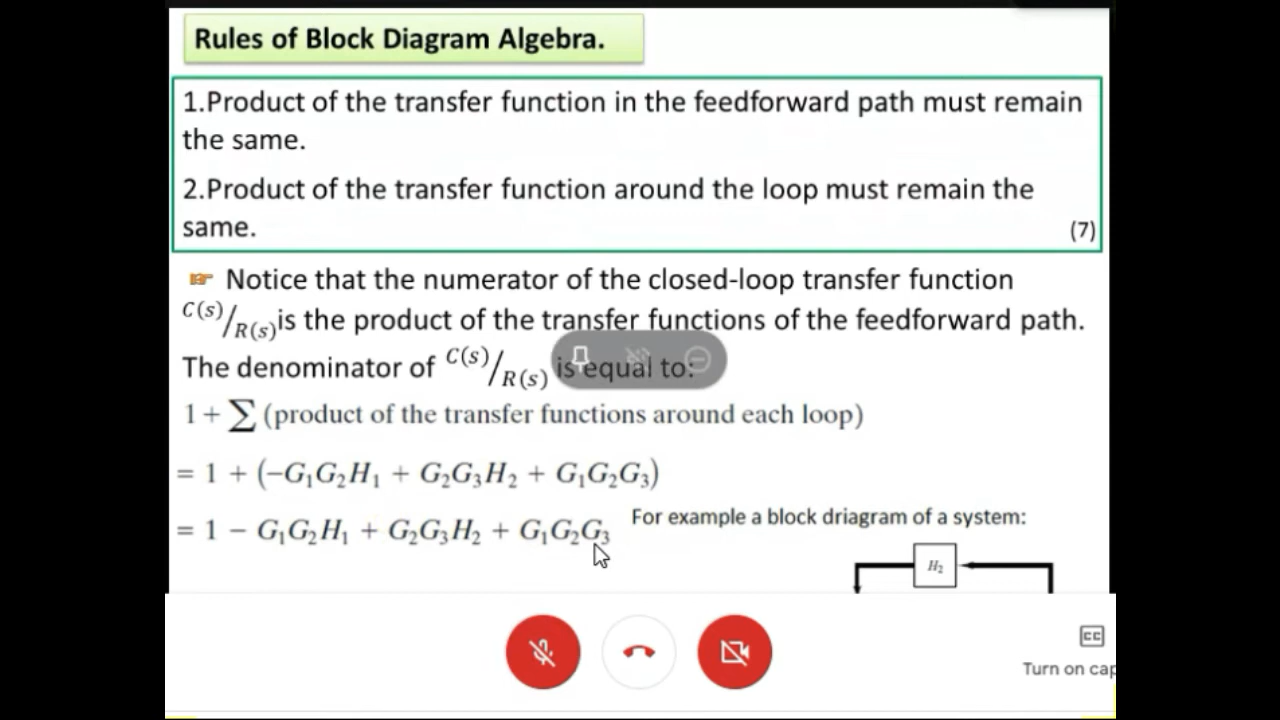 Rules of Block Diagram Algebra.
1.Product of the transfer function in the feedforward path must remain
the same.
2.Product of the transfer function around the loop must remain the
same. (7)
Notice that the numerator of the closed-loop transfer function
C(s)/R(s) is the product of the transfer functions of the feedforward path.
The denominator of C(s)/R(s) is equal to:
1 + ∑ (product of the transfer functions around each loop)
= 1 + (−G₁G₂H₁ + G₂G₃H₂ + G₁G₂G₃)
= 1 − G₁G₂H₁ + G₂G₃H₂ + G₁G₂G₃
For example a block driagram of a system:
H₂
CC
Turn on cap